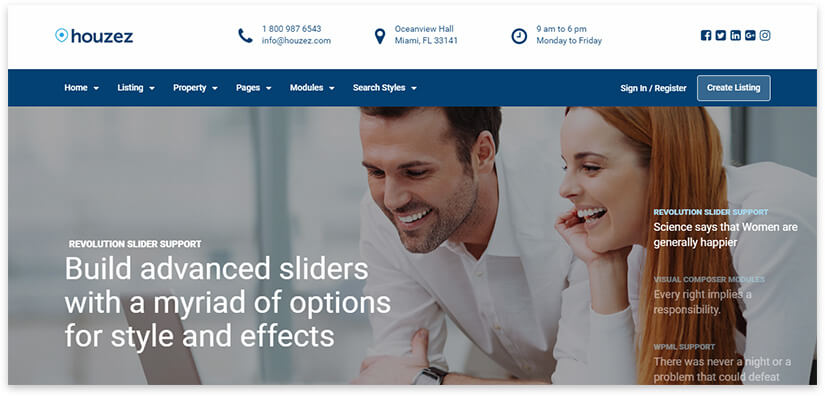 houzez
1 800 987 6543
info@houzez.com
Oceanview Hall
Miami, FL 33141
9 am to 6 pm
Monday to Friday
Home
Listing
Property
Pages
Modules
Search Styles
Sign In / Register
Create Listing
REVOLUTION SLIDER SUPPORT
Build advanced sliders
with a myriad of options
for style and effects
REVOLUTION SLIDER SUPPORT
Science says that Women are
generally happier
VISUAL COMPOSER MODULES
Every right implies a
responsibility.
WPML SUPPORT
There was never a night or a
problem that could defeat